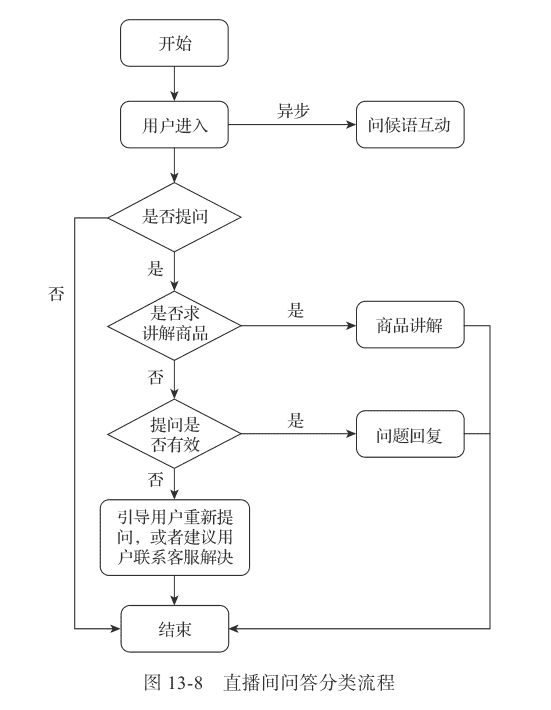 开始
异步
用户进入
问候语互动
是否提问
是
否
是否求
讲解商品
是
商品讲解
否
提问是
否有效
是
问题回复
否
引导用户重新提
问，或者建议用
户联系客服解决
结束
图 13-8 直播间问答分类流程